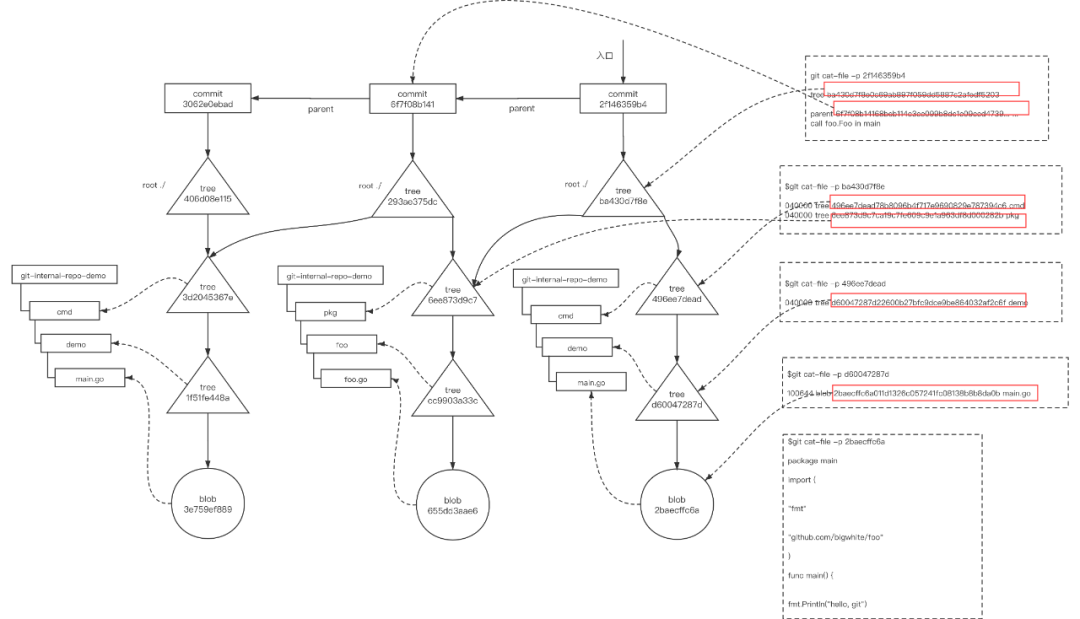 入口
commit
3062e0ebad
commit
6f7f08b141
commit
2f146359b4
parent
parent
root ./
tree
406d08e115
root ./
tree
293ae375dc
root ./
tree
ba430d7f8e
git-internal-repo-demo
cmd
demo
main.go
tree
3d2045367e
tree
1f51fe448a
blob
3e759ef889
git-internal-repo-demo
pkg
foo
foo.go
tree
6ee873d9c7
tree
cc9903a33c
blob
655dc3aae6
git-internal-repo-demo
cmd
demo
main.go
tree
496ee7dead
tree
d60047287d
blob
2baecffc6a
git cat-file -p 2f146359b4
tree
parent
call foo.Foo in main
$git cat-file -p ba430d7f8e
040000 tree 496ee7dead78b8096b4f717e9690829e787394c6 cmd
040000 tree pkg
$git cat-file -p 496ee7dead
040000 tree d60047287d22600b27bfc9dce9be864032af2c6f demo
$git cat-file -p d60047287d
100644 blob 2baecffc6a011d1326c057241fc08138b8b8da0b main.go
$git cat-file -p 2baecffc6a
package main
import (
"fmt"
"github.com/bigwhite/foo"
)
func main() {
fmt.Println("hello, git")